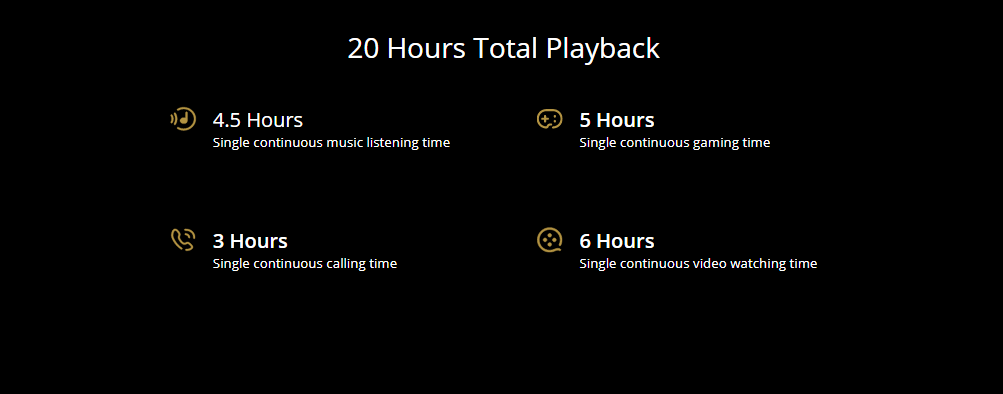 20 Hours Total Playback
4.5 Hours
Single continuous music listening time
5 Hours
Single continuous gaming time
3 Hours
Single continuous calling time
6 Hours
Single continuous video watching time